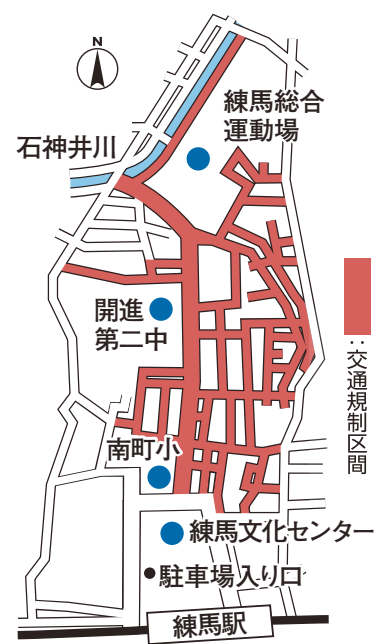 N
石神井川
練馬総合
運動場
開進
第二中
：交通規制区間
南町小
練馬文化センター
駐車場入り口
練馬駅